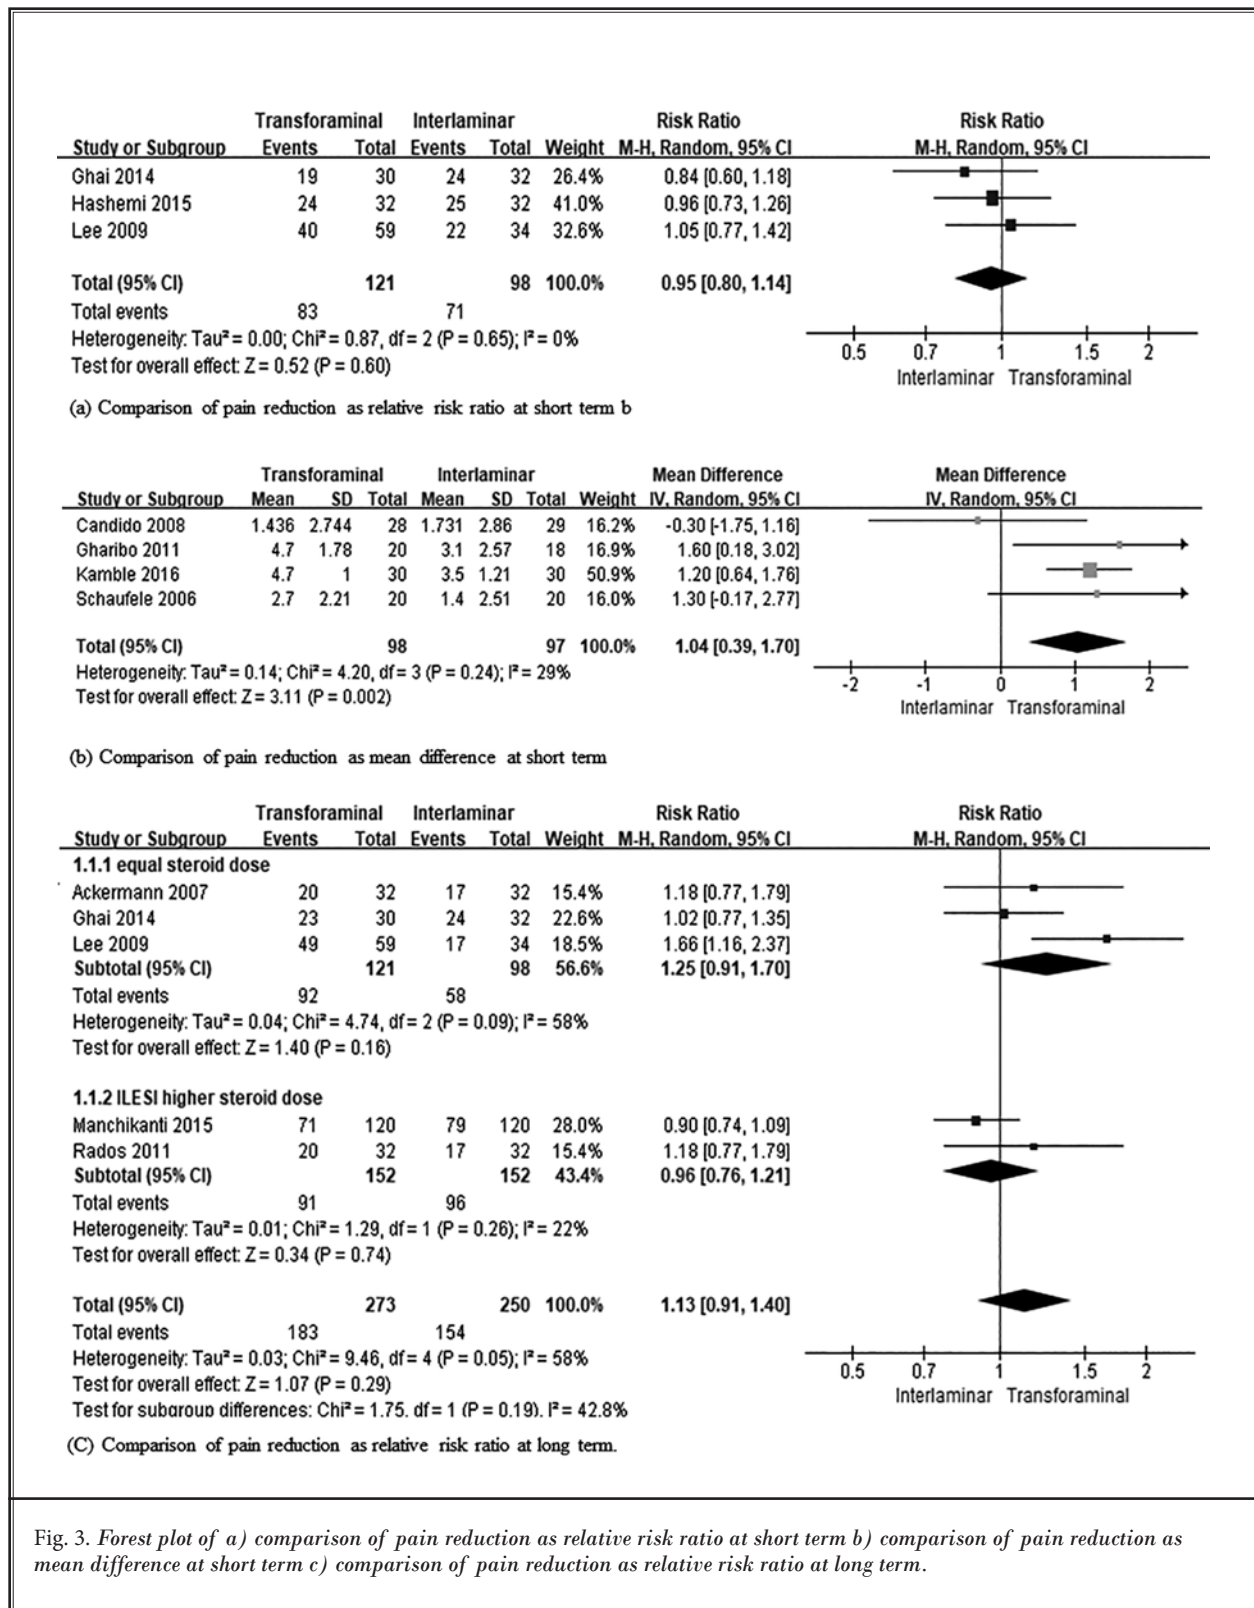 Transforaminal Interlaminar Risk Ratio Risk Ratio
Study or Subgroup Events Total Events Total Weight M-H, Random, 95% CI M-H, Random, 95% CI
Ghai 2014 19 30 24 32 26.4% 0.84 [0.60, 1.18]
Hashemi 2015 24 32 25 32 41.0% 0.96 [0.73, 1.26]
Lee 2009 40 59 22 34 32.6% 1.05 [0.77, 1.42]
Total (95% CI) 121 98 100.0% 0.95 [0.80, 1.14]
Total events 83 71
Heterogeneity: Tau² = 0.00; Chi² = 0.87, df = 2 (P = 0.65); I² = 0%
Test for overall effect: Z = 0.52 (P = 0.60)
0.5 0.7 1 1.5 2
Interlaminar Transforaminal
(a) Comparison of pain reduction as relative risk ratio at short term b
Transforaminal Interlaminar Mean Difference Mean Difference
Study or Subgroup Mean SD Total Mean SD Total Weight IV, Random, 95% CI IV, Random, 95% CI
Candido 2008 1.436 2.744 28 1.731 2.86 29 16.2% -0.30 [-1.75, 1.16]
Gharibo 2011 4.7 1.78 20 3.1 2.57 18 16.9% 1.60 [0.18, 3.02]
Kamble 2016 4.7 1 30 3.5 1.21 30 50.9% 1.20 [0.64, 1.76]
Schaufele 2006 2.7 2.21 20 1.4 2.51 20 16.0% 1.30 [-0.17, 2.77]
Total (95% CI) 98 97 100.0% 1.04 [0.39, 1.70]
Heterogeneity: Tau² = 0.14; Chi² = 4.20, df = 3 (P = 0.24); I² = 29%
Test for overall effect: Z = 3.11 (P = 0.002)
-2 -1 0 1 2
Interlaminar Transforaminal
(b) Comparison of pain reduction as mean difference at short term
Transforaminal Interlaminar Risk Ratio Risk Ratio
Study or Subgroup Events Total Events Total Weight M-H, Random, 95% CI M-H, Random, 95% CI
1.1.1 equal steroid dose
Ackermann 2007 20 32 17 32 15.4% 1.18 [0.77, 1.79]
Ghai 2014 23 30 24 32 22.6% 1.02 [0.77, 1.35]
Lee 2009 49 59 17 34 18.5% 1.66 [1.16, 2.37]
Subtotal (95% CI) 121 98 56.6% 1.25 [0.91, 1.70]
Total events 92 58
Heterogeneity: Tau² = 0.04; Chi² = 4.74, df = 2 (P = 0.09); I² = 58%
Test for overall effect: Z = 1.40 (P = 0.16)
1.1.2 ILESI higher steroid dose
Manchikanti 2015 71 120 79 120 28.0% 0.90 [0.74, 1.09]
Rados 2011 20 32 17 32 15.4% 1.18 [0.77, 1.79]
Subtotal (95% CI) 152 152 43.4% 0.96 [0.76, 1.21]
Total events 91 96
Heterogeneity: Tau² = 0.01; Chi² = 1.29, df = 1 (P = 0.26); I² = 22%
Test for overall effect: Z = 0.34 (P = 0.74)
Total (95% CI) 273 250 100.0% 1.13 [0.91, 1.40]
Total events 183 154
Heterogeneity: Tau² = 0.03; Chi² = 9.46, df = 4 (P = 0.05); I² = 58%
Test for overall effect: Z = 1.07 (P = 0.29)
Test for subgroup differences: Chi² = 1.75, df = 1 (P = 0.19), I² = 42.8%
0.5 0.7 1 1.5 2
Interlaminar Transforaminal
(C) Comparison of pain reduction as relative risk ratio at long term.
Fig. 3. Forest plot of a) comparison of pain reduction as relative risk ratio at short term b) comparison of pain reduction as
mean difference at short term c) comparison of pain reduction as relative risk ratio at long term.